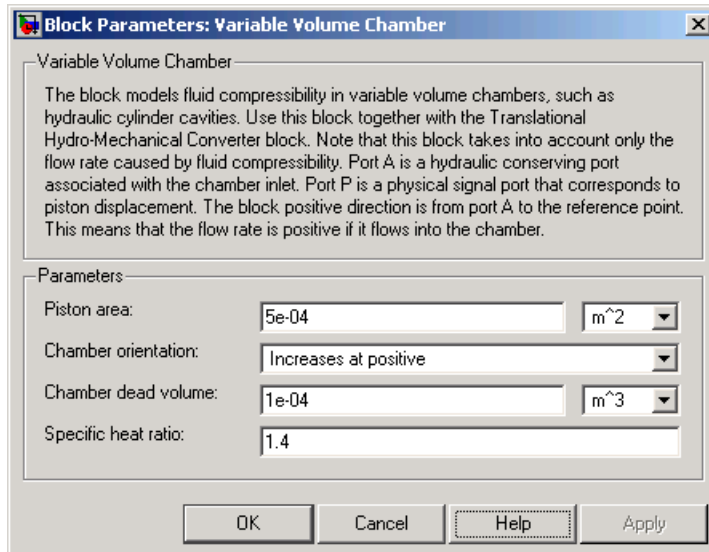 Block Parameters: Variable Volume Chamber
Variable Volume Chamber
The block models fluid compressibility in variable volume chambers, such as
hydraulic cylinder cavities. Use this block together with the Translational
Hydro-Mechanical Converter block. Note that this block takes into account only the
flow rate caused by fluid compressibility. Port A is a hydraulic conserving port
associated with the chamber inlet. Port P is a physical signal port that corresponds to
piston displacement. The block positive direction is from port A to the reference point.
This means that the flow rate is positive if it flows into the chamber.
Parameters
Piston area: 5e-04 m^2
Chamber orientation: Increases at positive
Chamber dead volume: 1e-04 m^3
Specific heat ratio: 1.4
OK Cancel Help Apply